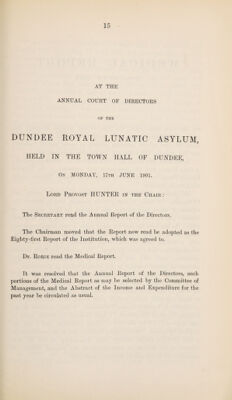 15
AT THE
ANNUAL COURT OF DIRECTORS
OF THE
DUNDEE ROYAL LUNATIC ASYLUM,
HELD IN THE TOWN HALL OF DUNDEE,
ON MONDAY, 17TH JUNE 1901.
LORD PROVOST HUNTER IN THE CHAIR:
The SECRETARY read the Annual Report of the Directors.
The Chairman moved that the Report now read be adopted as the
Eighty-first Report of the Institution, which was agreed to.
Dr. RORIE read the Medical Report.
It was resolved that the Annual Report of the Directors, such
portions of the Medical Report as may be selected by the Committee of
Management, and the Abstract of the Income and Expenditure for the
past year be circulated as usual.